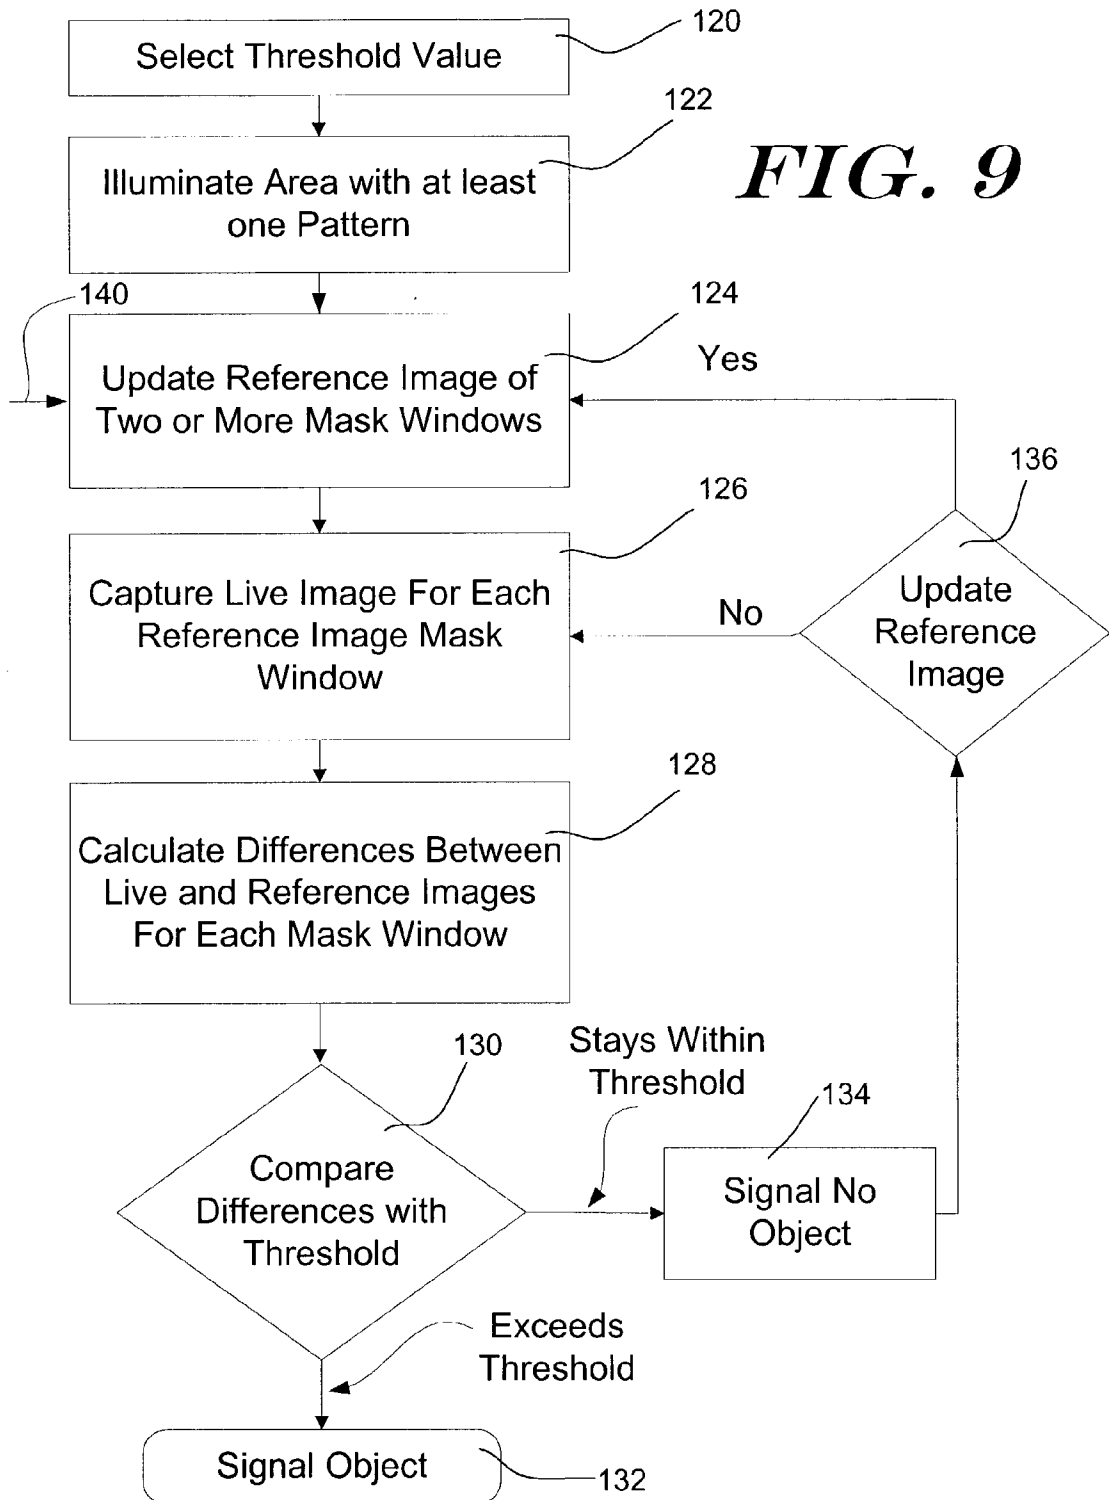 120
Select Threshold Value
122
FIG. 9
Illuminate Area with at least
one Pattern
140
124
Update Reference Image of
Two or More Mask Windows
Yes
136
126
Capture Live Image For Each
Reference Image Mask
Window
No
Update
Reference
Image
128
Calculate Differences Between
Live and Reference Images
For Each Mask Window
130
Stays Within
Threshold
134
Compare
Differences with
Threshold
Signal No
Object
Exceeds
Threshold
Signal Object
132